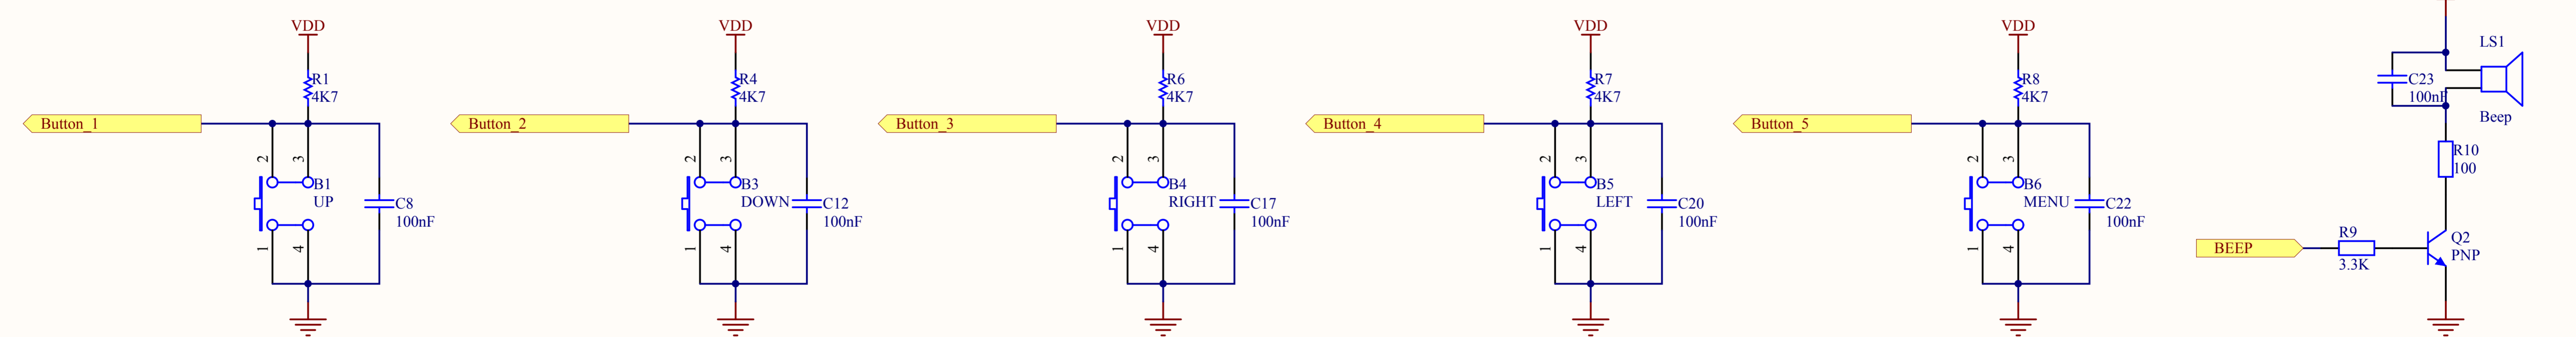 VDD
R1
4K7
Button_1
2
3
B1
UP
C8
100nF
1
4
VDD
R4
4K7
Button_2
2
3
B3
DOWN
C12
100nF
1
4
VDD
R6
4K7
Button_3
2
3
B4
RIGHT
C17
100nF
1
4
VDD
R7
4K7
Button_4
2
3
B5
LEFT
C20
100nF
1
4
VDD
R8
4K7
Button_5
2
3
B6
MENU
C22
100nF
1
4
LS1
C23
100nF
Beep
R10
100
BEEP
R9
3.3K
Q2
PNP